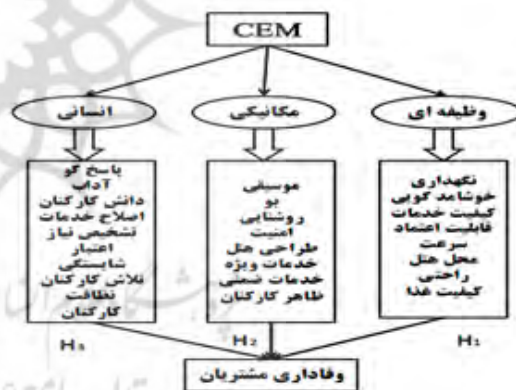 CEM
وظیفه ای
مکانیکی
انسانی
نگهداری
خوشامد گویی
کیفیت خدمات
قابلیت اعتماد
سرعت
محل هتل
راحتی
کیفیت غذا
موسیقی
بو
روشنایی
امنیت
طراحی هتل
خدمات ویژه
خدمات ضمنی
ظاهر کارکنان
پاسخ گو
آداب
دانش کارکنان
اصلاح خدمات
تشخیص نیاز
اعتبار
شایستگی
تلاش کارکنان
نظافت
کارکنان
H₁
H₂
H₃
وفاداری مشتریان